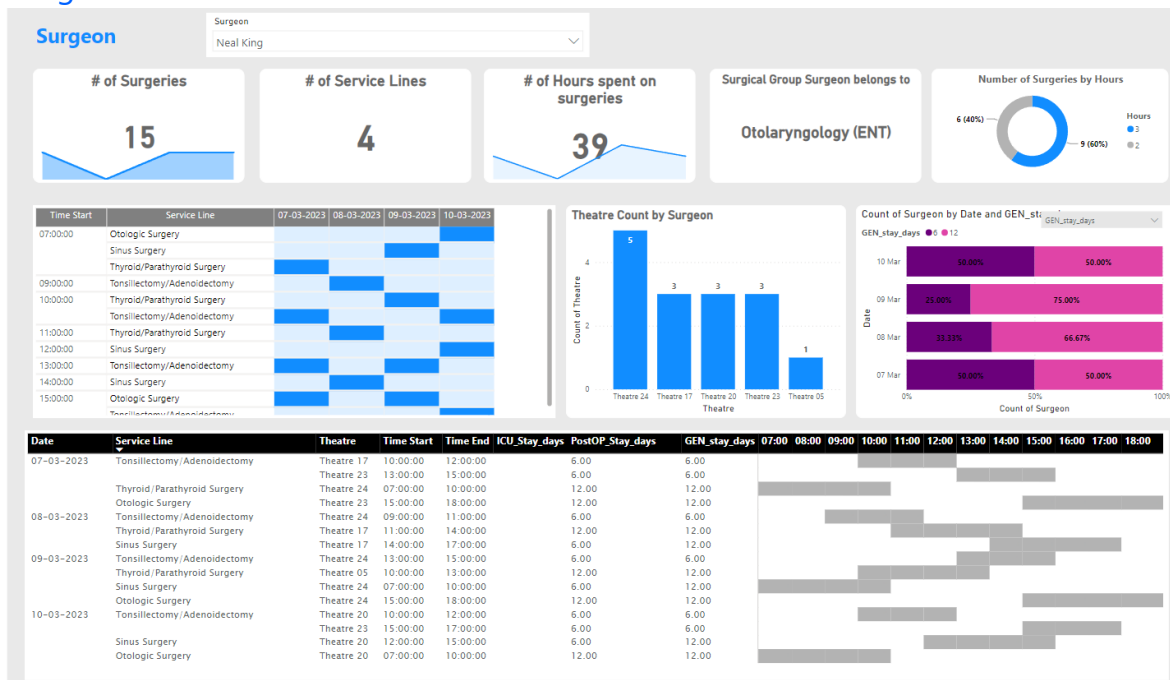 Surgeon
Surgeon
Neal King
# of Surgeries
15
# of Service Lines
4
# of Hours spent on
surgeries
39
Surgical Group Surgeon belongs to
Otolaryngology (ENT)
Number of Surgeries by Hours
6 (40%)
9 (60%)
Hours
3
2
Time Start Service Line 07-03-2023 08-03-2023 09-03-2023 10-03-2023
07:00:00 Otologic Surgery
Sinus Surgery
Thyroid/Parathyroid Surgery
09:00:00 Tonsillectomy/Adenoidectomy
10:00:00 Thyroid/Parathyroid Surgery
Tonsillectomy/Adenoidectomy
11:00:00 Thyroid/Parathyroid Surgery
12:00:00 Sinus Surgery
13:00:00 Tonsillectomy/Adenoidectomy
14:00:00 Sinus Surgery
15:00:00 Otologic Surgery
Tonsillectomy/Adenoidectomy
Theatre Count by Surgeon
Count of Theatre
4
2
0
5
3
3
3
1
Theatre 24 Theatre 17 Theatre 20 Theatre 23 Theatre 05
Theatre
Count of Surgeon by Date and GEN_sta
GEN_stay_days
GEN_stay_days 6 12
Date
10 Mar 50.00% 50.00%
09 Mar 25.00% 75.00%
08 Mar 33.33% 66.67%
07 Mar 50.00% 50.00%
0% 50% 100%
Count of Surgeon
Date Service Line Theatre Time Start Time End ICU_Stay_days PostOP_Stay_days GEN_stay_days 07:00 08:00 09:00 10:00 11:00 12:00 13:00 14:00 15:00 16:00 17:00 18:00
07-03-2023 Tonsillectomy/Adenoidectomy Theatre 17 10:00:00 12:00:00 6.00 6.00
Theatre 23 13:00:00 15:00:00 6.00 6.00
Thyroid/Parathyroid Surgery Theatre 24 07:00:00 10:00:00 12.00 12.00
Otologic Surgery Theatre 23 15:00:00 18:00:00 12.00 12.00
08-03-2023 Tonsillectomy/Adenoidectomy Theatre 24 09:00:00 11:00:00 6.00 6.00
Thyroid/Parathyroid Surgery Theatre 17 11:00:00 14:00:00 12.00 12.00
Sinus Surgery Theatre 17 14:00:00 17:00:00 6.00 12.00
09-03-2023 Tonsillectomy/Adenoidectomy Theatre 24 13:00:00 15:00:00 6.00 6.00
Thyroid/Parathyroid Surgery Theatre 05 10:00:00 13:00:00 12.00 12.00
Sinus Surgery Theatre 24 07:00:00 10:00:00 6.00 12.00
Otologic Surgery Theatre 24 15:00:00 18:00:00 12.00 12.00
10-03-2023 Tonsillectomy/Adenoidectomy Theatre 20 10:00:00 12:00:00 6.00 6.00
Theatre 23 15:00:00 17:00:00 6.00 6.00
Sinus Surgery Theatre 20 12:00:00 15:00:00 6.00 12.00
Otologic Surgery Theatre 20 07:00:00 10:00:00 12.00 12.00